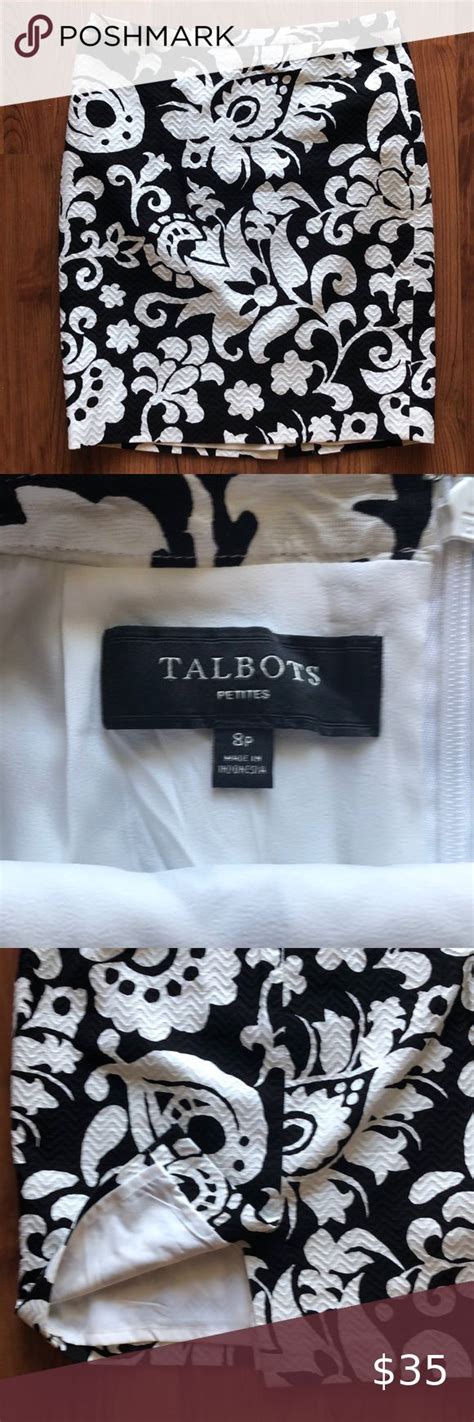 POSHMARK
TALBOTS
PETITES
8P
MADE IN
INDONESIA
$35